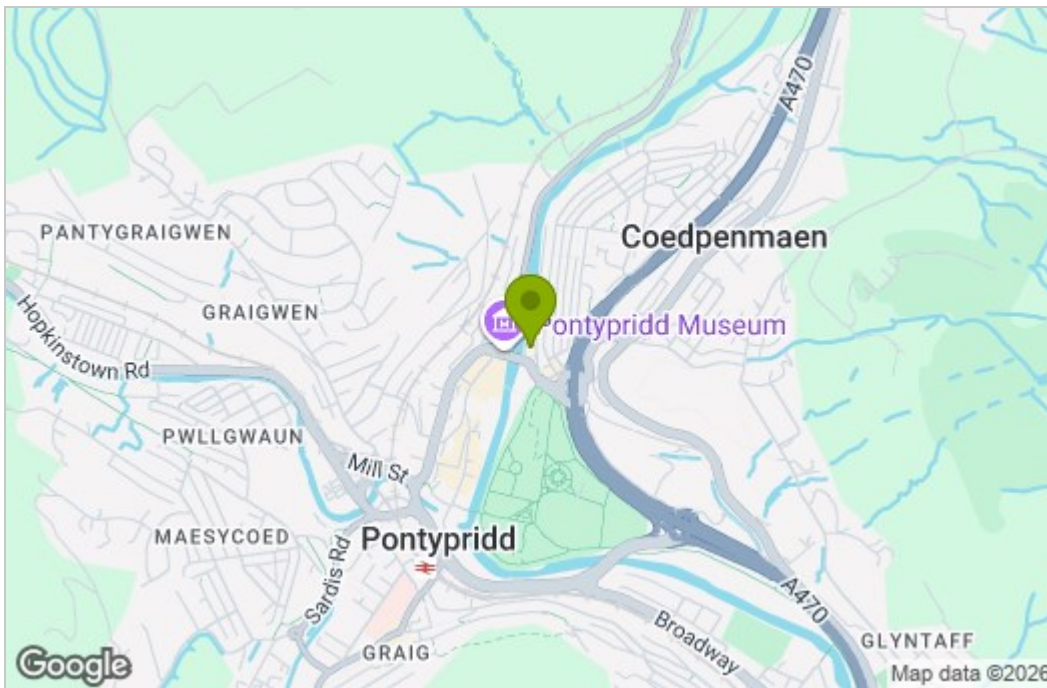 A470
Coedpenmaen
PANTYGRAIGWEN
GRAIGWEN
Pontypridd Museum
Hopkinstown Rd
PWLLGWAUN
Mill St
MAESYCOED
Pontypridd
Sardis Rd
A470
Broadway
GLYNTAFF
GRAIG
Google
Map data ©2026